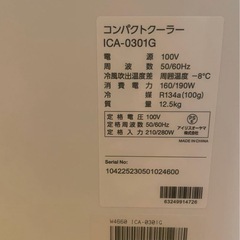 コンパクトクーラー
ICA-0301G
電源 100V
周波数 50/60Hz
冷風吹出温度差 周囲温度 -8℃
消費電力 160/190W
冷媒 R134a(100g)
質量 12.5kg
定格電圧 100V
定格周波数 50/60Hz
定格入力 210/280W
アイリスオーヤマ
MADE IN CHINA
Serial No:
104225230501024600
63249914726
W4660 ICA-0301G